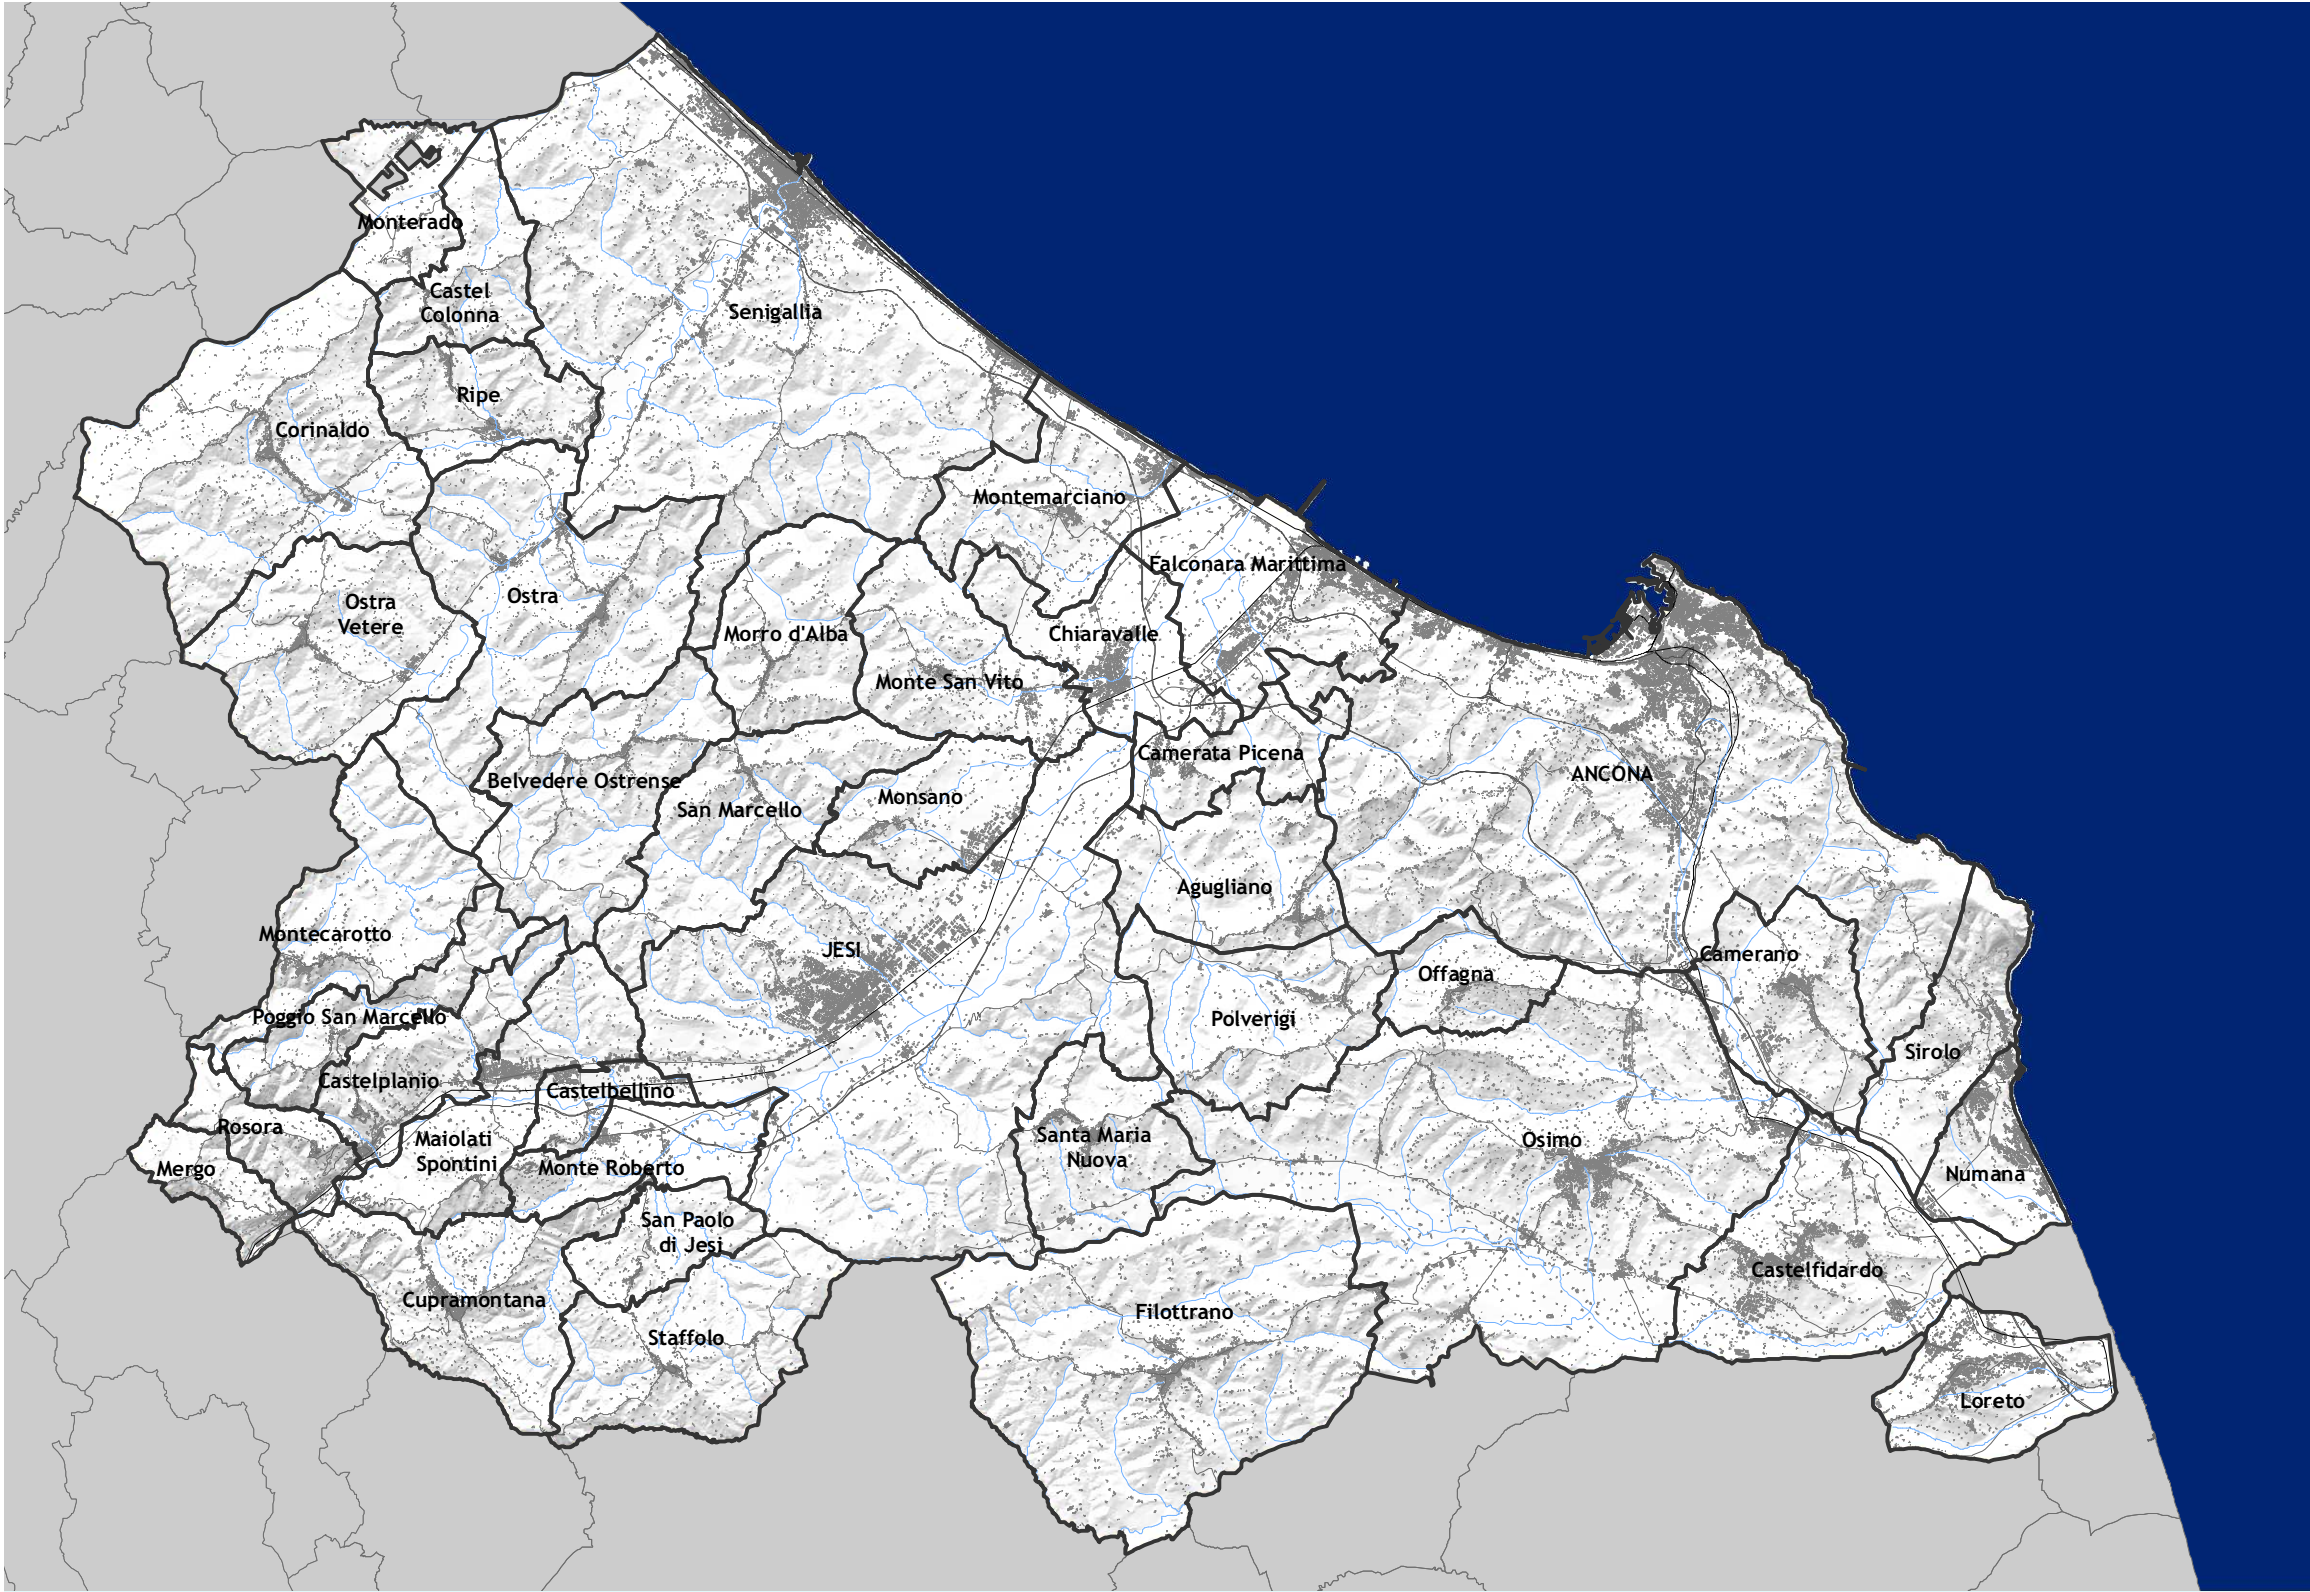 Monterado
Castel
Colonna
Senigallia
Ripe
Corinaldo
Montemarciano
Falconara Marittima
Ostra
Ostra
Vetere
Morro d'Alba
Chiaravalle
Monte San Vito
Camerata Picena
ANCONA
Belvedere Ostrense
San Marcello
Monsano
Agugliano
Montecarotto
JESI
Camerano
Offagna
Poggio San Marcello
Polverigi
Sirolo
Castelplanio
Castelbellino
Rosora
Maiolati
Spontini
Santa Maria
Nuova
Osimo
Mergo
Monte Roberto
Numana
San Paolo
di Jesi
Castelfidardo
Cupramontana
Filottrano
Staffolo
Loreto